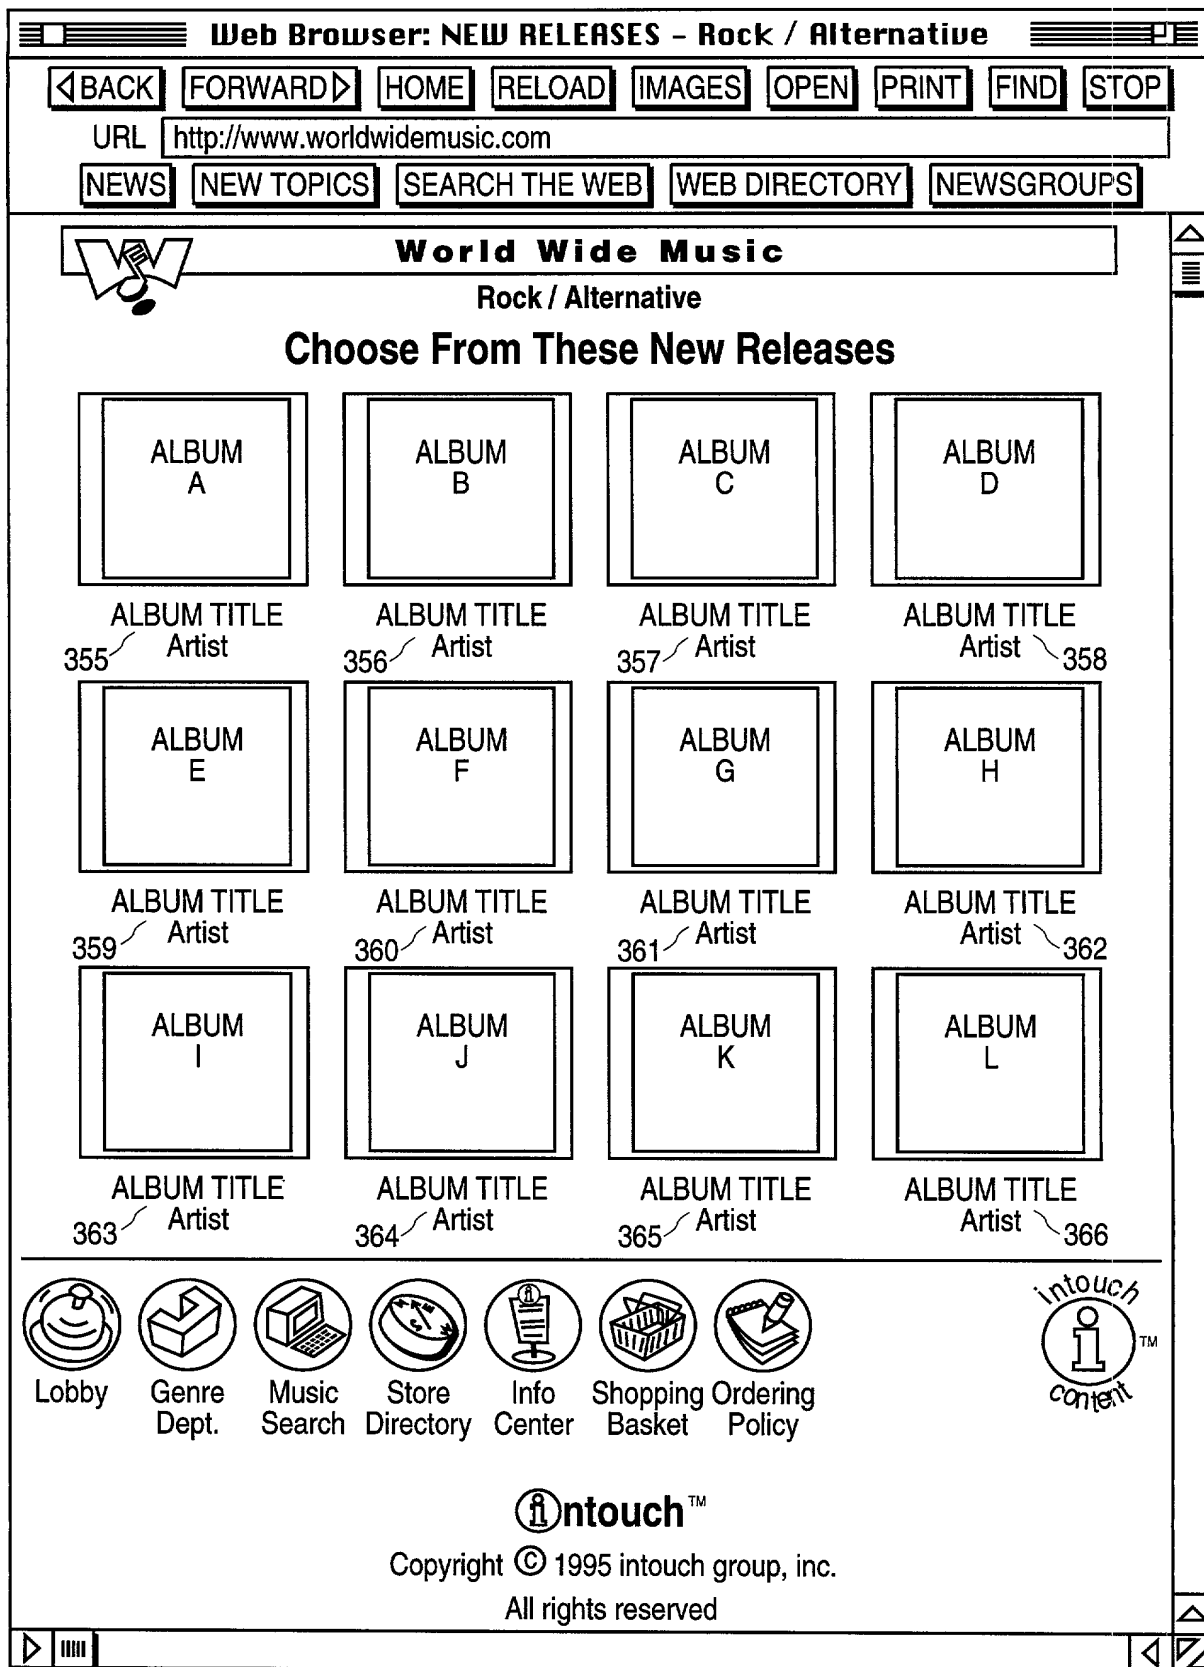 Web Browser: NEW RELEASES - Rock / Alternative
BACK FORWARD HOME RELOAD IMAGES OPEN PRINT FIND STOP
URL http://www.worldwidemusic.com
NEWS NEW TOPICS SEARCH THE WEB WEB DIRECTORY NEWSGROUPS
W World Wide Music
Rock / Alternative
Choose From These New Releases
ALBUM ALBUM ALBUM ALBUM
A B C D
ALBUM TITLE ALBUM TITLE ALBUM TITLE ALBUM TITLE
355 Artist 356 Artist 357 Artist Artist 358
ALBUM ALBUM ALBUM ALBUM
E F G H
ALBUM TITLE ALBUM TITLE ALBUM TITLE ALBUM TITLE
359 Artist 360 Artist 361 Artist Artist 362
ALBUM ALBUM ALBUM ALBUM
I J K L
ALBUM TITLE ALBUM TITLE ALBUM TITLE ALBUM TITLE
363 Artist 364 Artist 365 Artist Artist 366
intouch
i ™
content
Lobby Genre Music Store Info Shopping Ordering
Dept. Search Directory Center Basket Policy
intouch™
Copyright © 1995 intouch group, inc.
All rights reserved